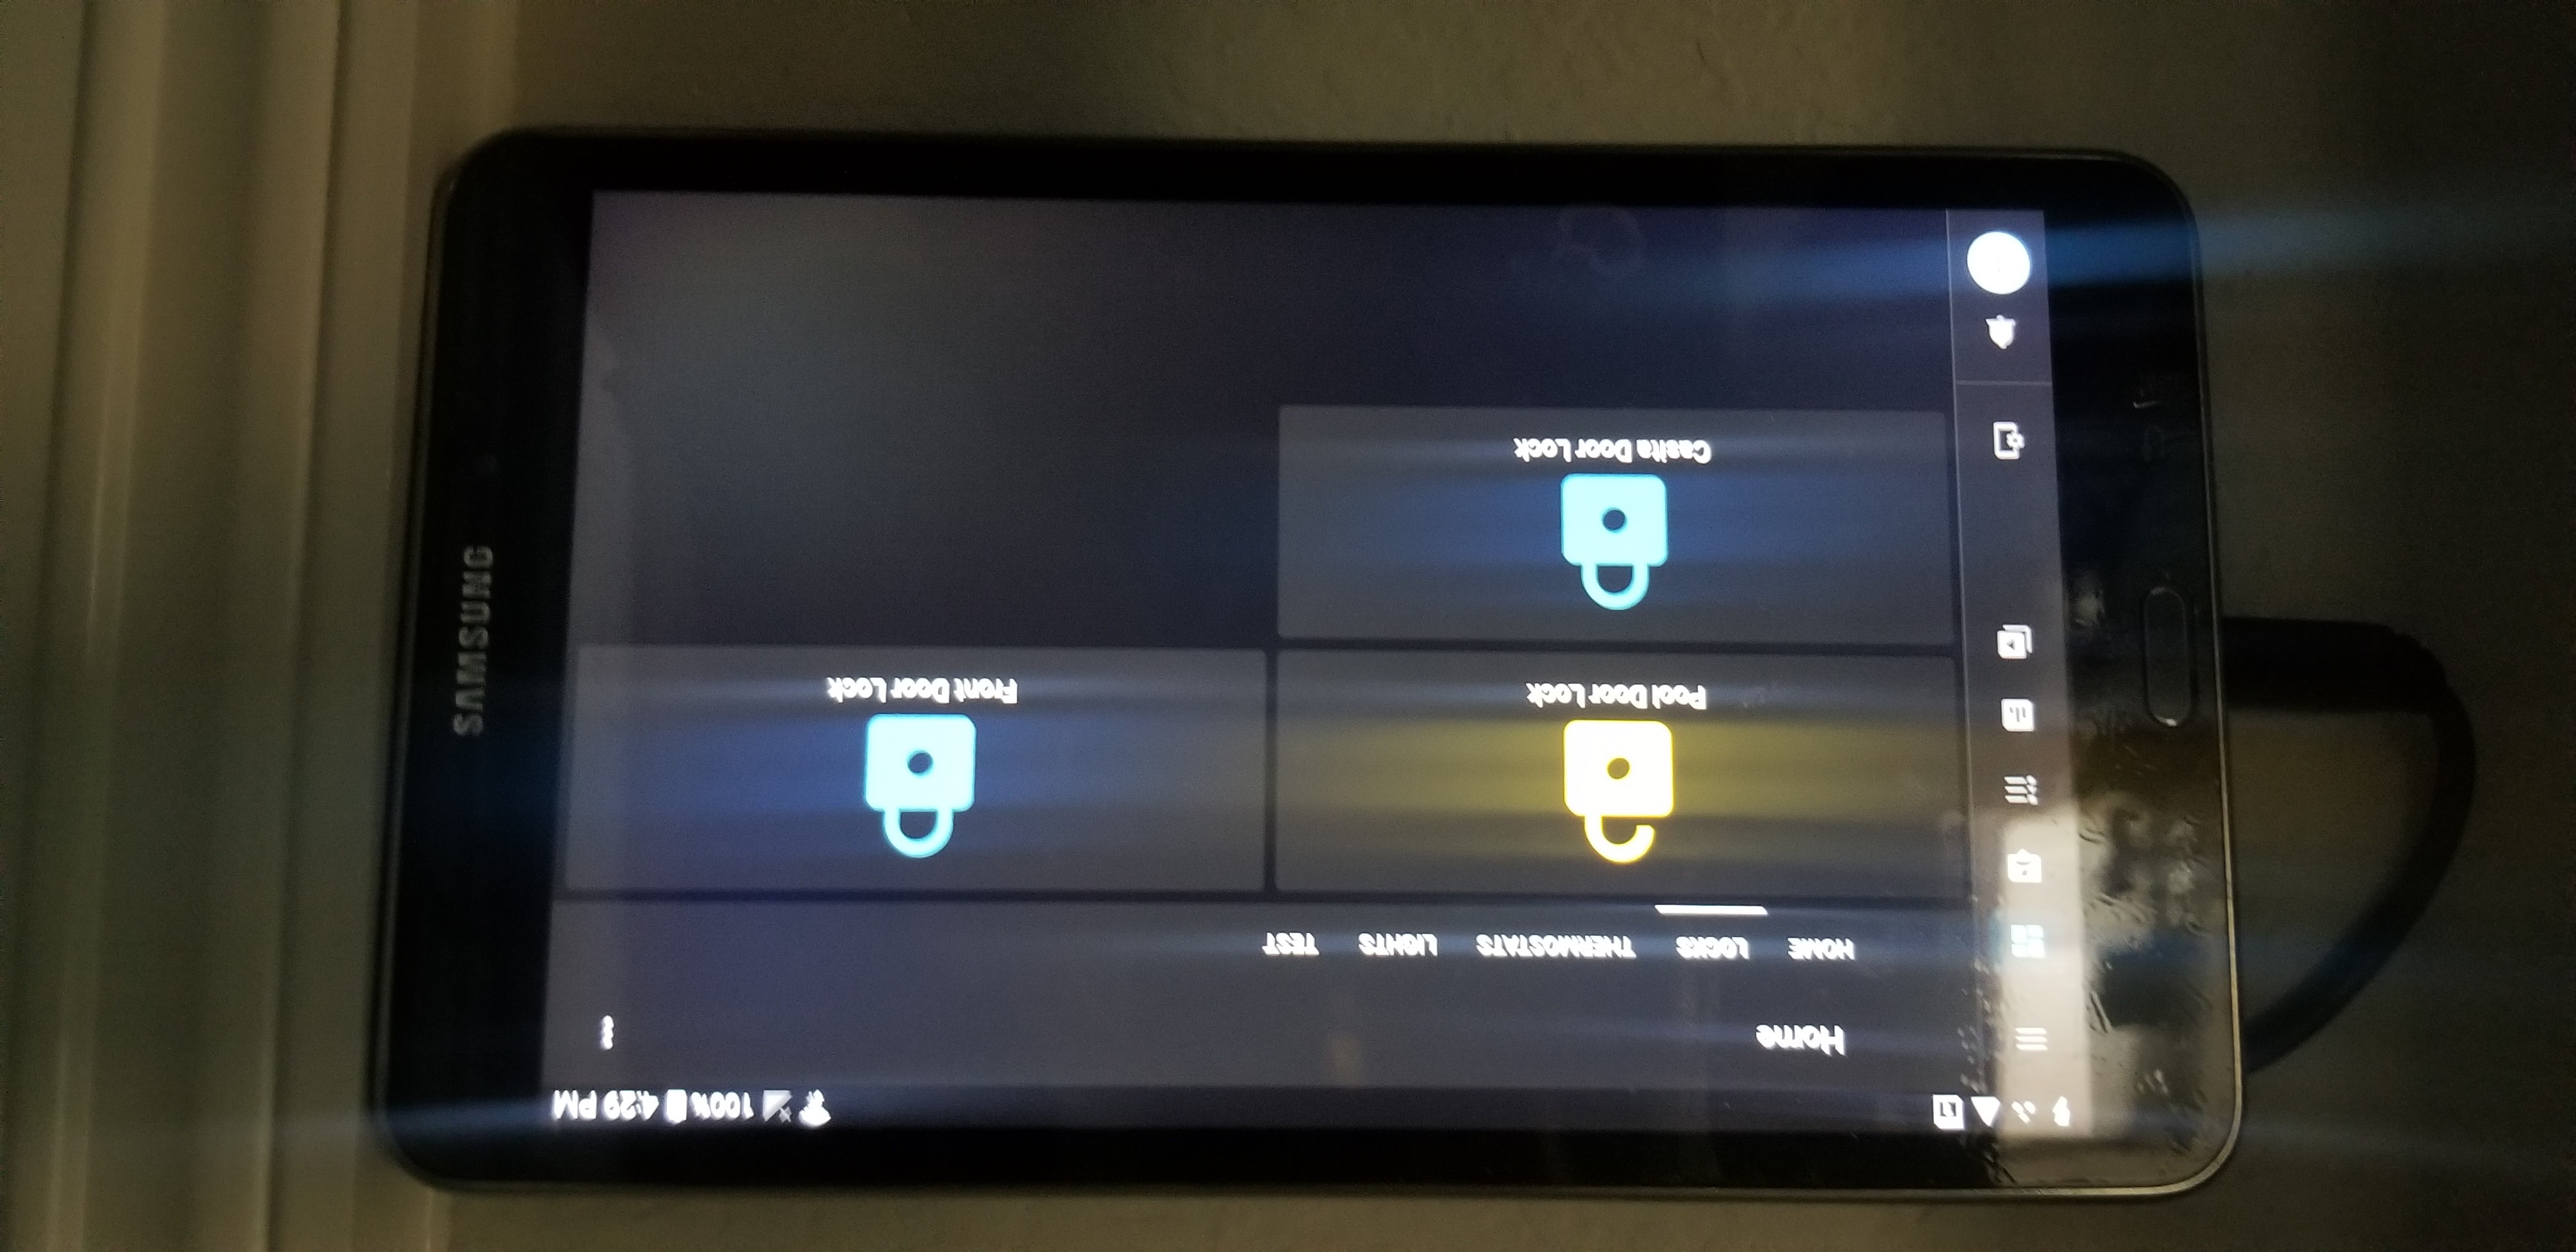 4:29 PM
100%
31
Home
HOME LOCKS THERMOSTATS LIGHTS TEST
Pool Door Lock
Front Door Lock
Casita Door Lock
SAMSUNG